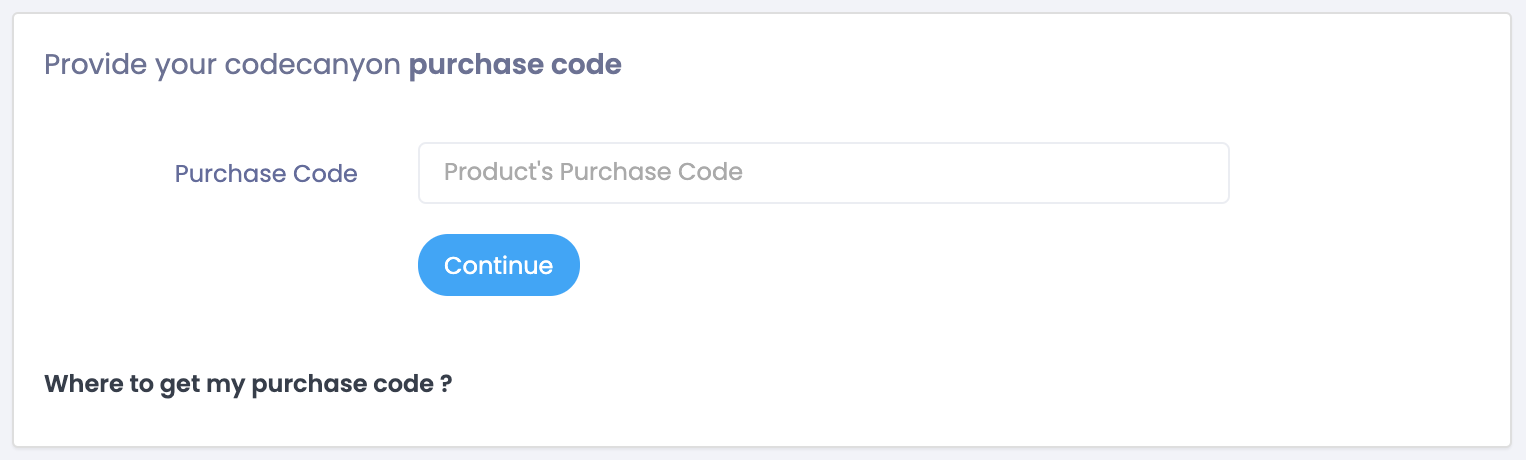 Provide your codecanyon purchase code
Purchase Code
Product's Purchase Code
Continue
Where to get my purchase code ?